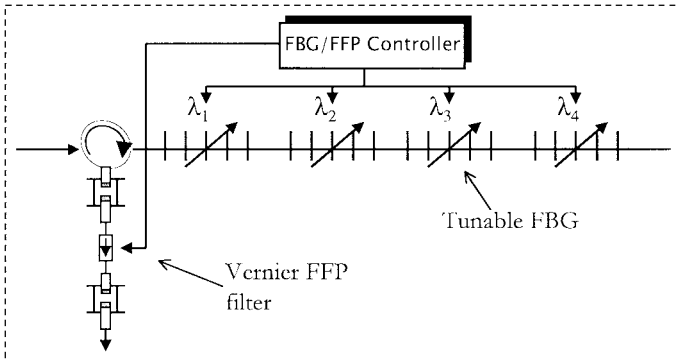 FBG/FFP Controller
λ1 λ2 λ3 λ4
Tunable FBG
Vernier FFP
filter